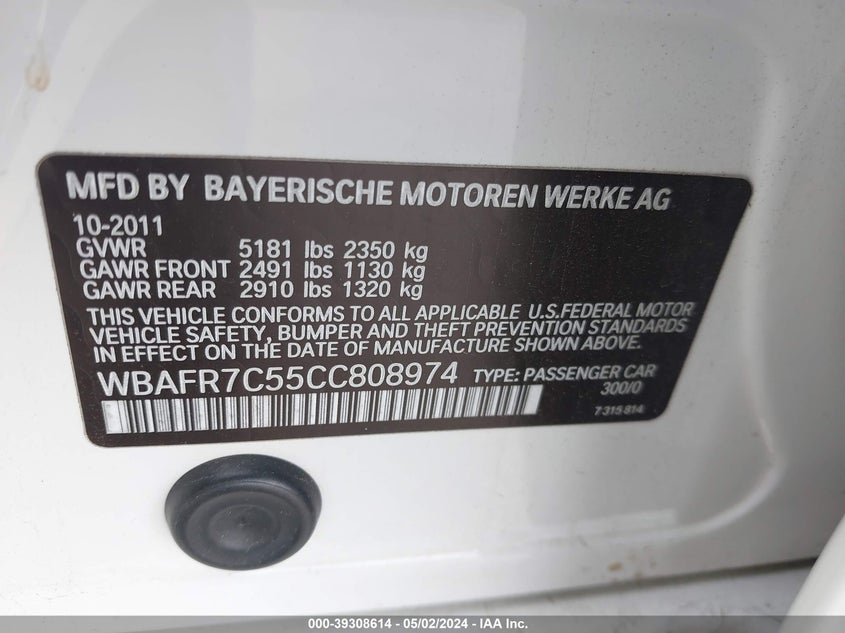 MFD BY BAYERISCHE MOTOREN WERKE AG
10-2011
GVWR 5181 lbs 2350 kg
GAWR FRONT 2491 lbs 1130 kg
GAWR REAR 2910 lbs 1320 kg
THIS VEHICLE CONFORMS TO ALL APPLICABLE U.S.FEDERAL MOTOR
VEHICLE SAFETY, BUMPER AND THEFT PREVENTION STANDARDS
IN EFFECT ON THE DATE OF MANUFACTURE SHOWN ABOVE.
WBAFR7C55CC808974 TYPE: PASSENGER CAR
300/0
7315814
000-39308614 - 05/02/2024 - IAA Inc.